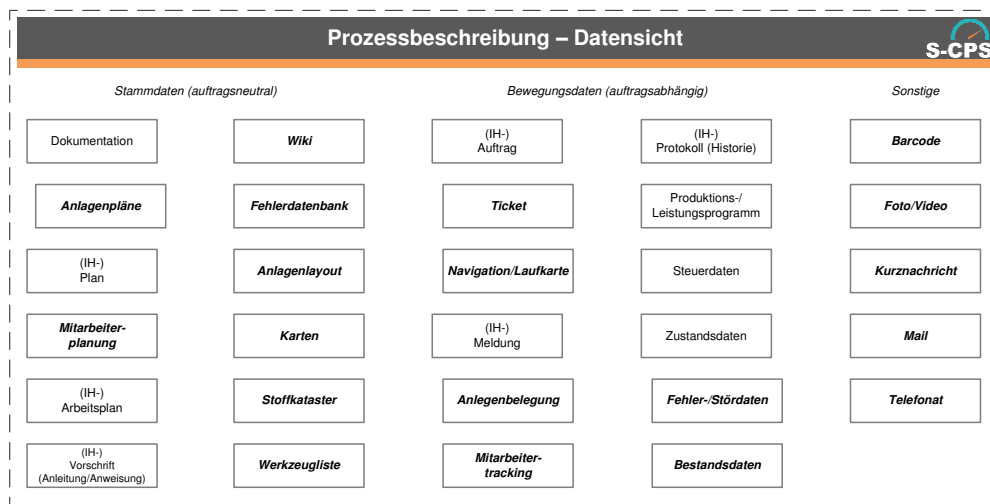 Prozessbeschreibung – Datensicht
S-CPS
Stammdaten (auftragsneutral)
Bewegungsdaten (auftragsabhängig)
Sonstige
Dokumentation
Wiki
(IH-)
Auftrag
(IH-)
Protokoll (Historie)
Barcode
Anlagenpläne
Fehlerdatenbank
Ticket
Produktions-/
Leistungsprogramm
Foto/Video
(IH-)
Plan
Anlagenlayout
Navigation/Laufkarte
Steuerdaten
Kurznachricht
Mitarbeiter-
planung
Karten
(IH-)
Meldung
Zustandsdaten
Mail
(IH-)
Arbeitsplan
Stoffkataster
Anlegenbelegung
Fehler-/Stördaten
Telefonat
(IH-)
Vorschrift
(Anleitung/Anweisung)
Werkzeugliste
Mitarbeiter-
tracking
Bestandsdaten